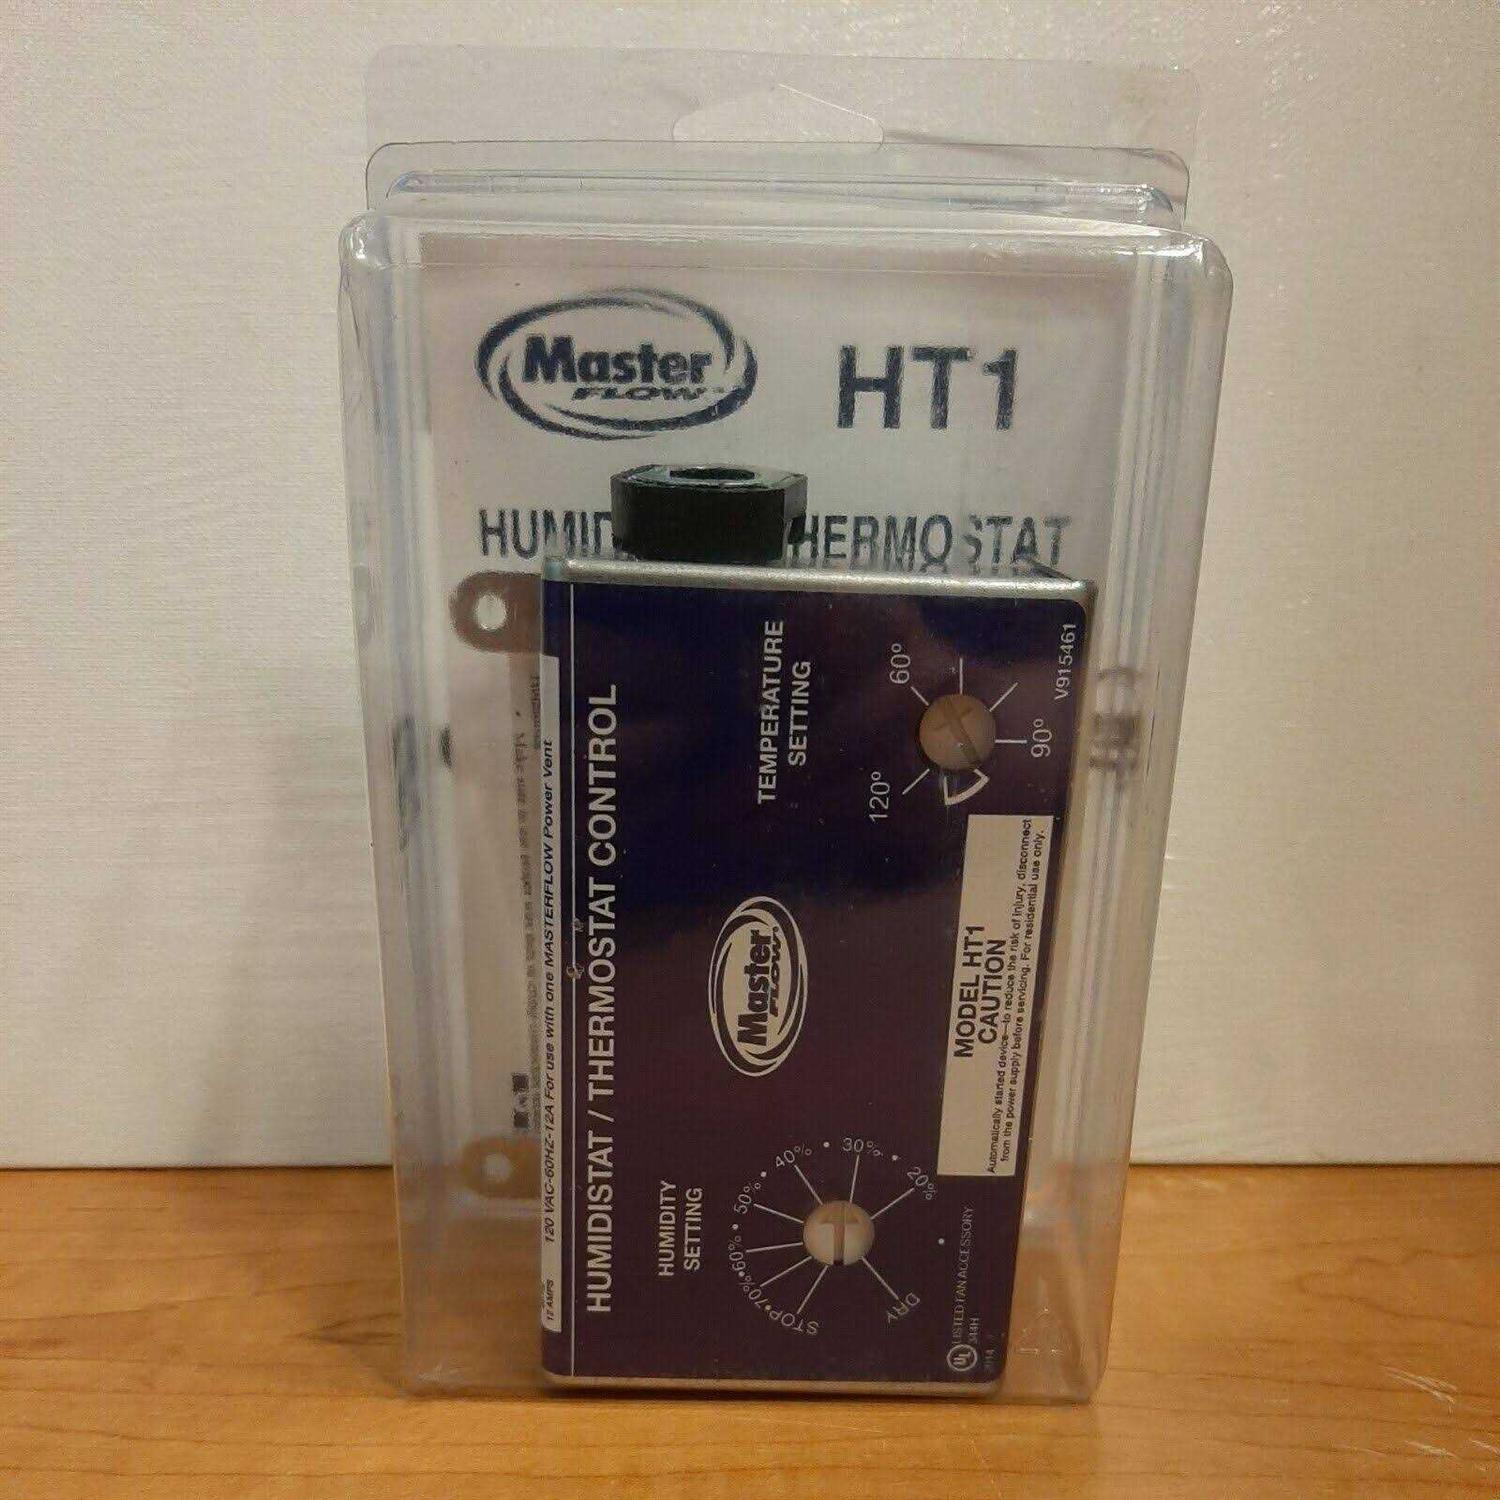 Master
FLOW
HT1
HUMID
HERMOSTAT
120 VAC-60HZ-12A For use with one MASTERFLOW Power Vent
12 AMPS
HUMIDISTAT / THERMOSTAT CONTROL
TEMPERATURE
SETTING
60°
90°
120°
V915461
Master
FLOW
HUMIDITY
SETTING
DRY
20%
30%
40%
50%
60%
70%
STOP
MODEL HT1
CAUTION
Automatically started device—to reduce the risk of injury, disconnect
from the power supply before servicing. For residential use only.
UL LISTED FAN ACCESSORY
344H